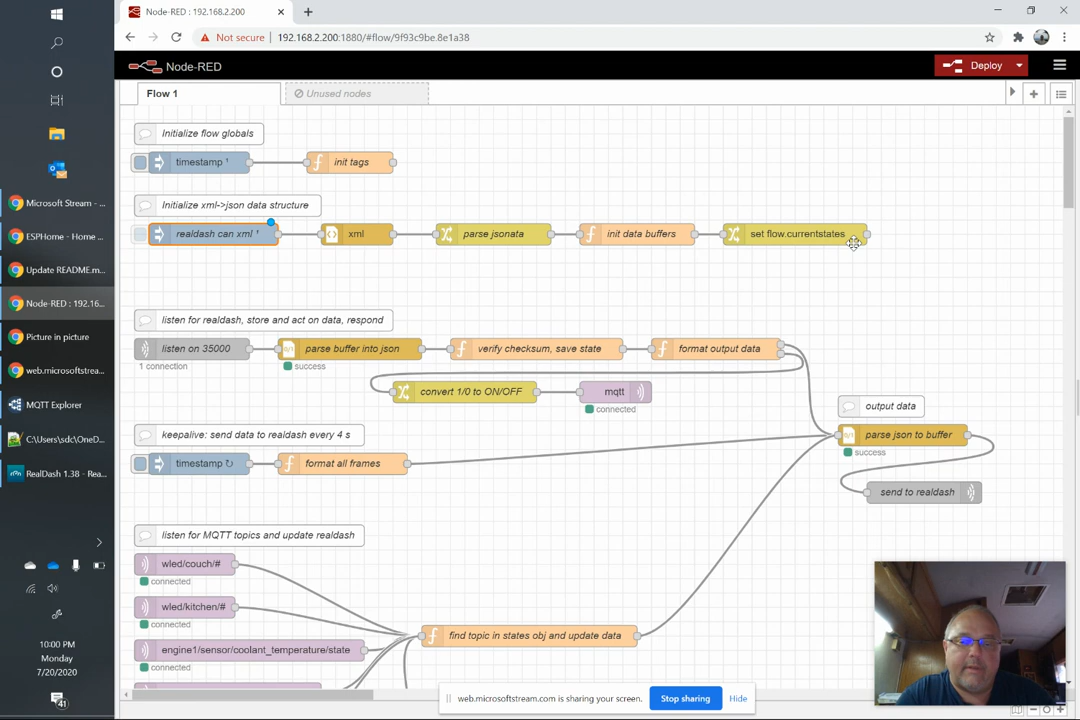 Node-RED : 192.168.2.200
Not secure | 192.168.2.200:1880/#flow/9f93c9be.8e1a38
Node-RED
Deploy
Flow 1
Unused nodes
Initialize flow globals
timestamp ¹
init tags
Initialize xml->json data structure
realdash can xml ¹
xml
parse jsonata
init data buffers
set flow.currentstates
listen for realdash, store and act on data, respond
listen on 35000
parse buffer into json
verify checksum, save state
format output data
1 connection
success
convert 1/0 to ON/OFF
mqtt
connected
output data
keepalive: send data to realdash every 4 s
parse json to buffer
success
timestamp ↻
format all frames
send to realdash
listen for MQTT topics and update realdash
wled/couch/#
connected
wled/kitchen/#
connected
find topic in states obj and update data
engine1/sensor/coolant_temperature/state
connected
web.microsoftstream.com is sharing your screen.
Stop sharing
Hide
Microsoft Stream - ...
ESPHome - Home ...
Update README.m...
Node-RED : 192.16...
Picture in picture
web.microsoftstrea...
MQTT Explorer
C:\Users\sdc\OneD...
RealDash 1.38 - Rea...
10:00 PM
Monday
7/20/2020
41